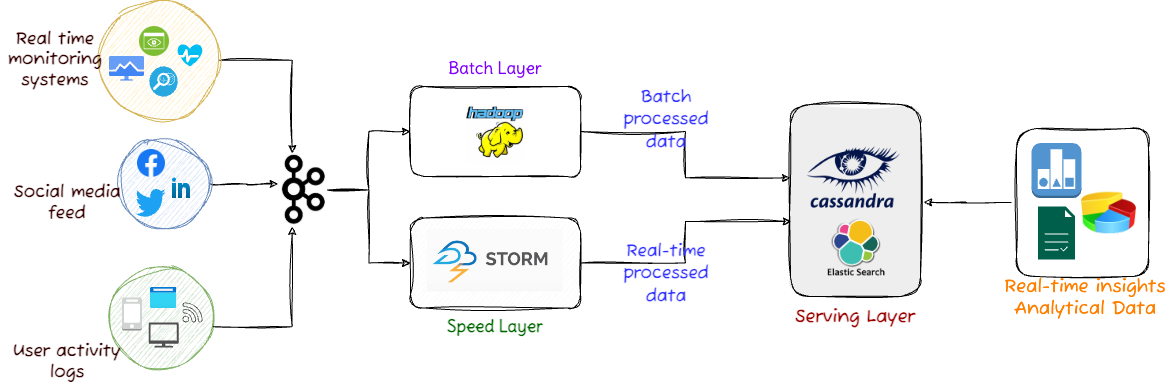 Real time
monitoring
systems
Social media
feed
in
User activity
logs
Batch Layer
hadoop
STORM
Speed Layer
Batch
processed
data
Real-time
processed
data
cassandra
Elastic Search
Serving Layer
Real-time insights
Analytical Data